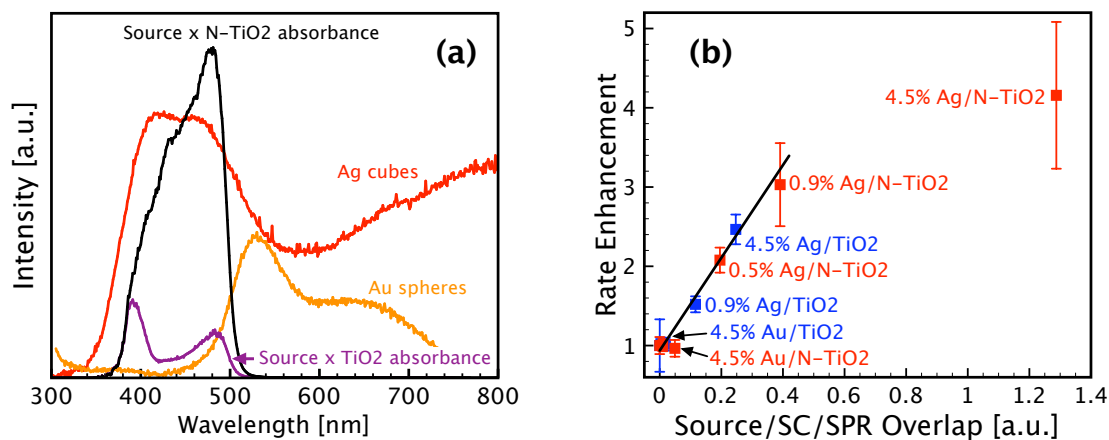 (a)
Source x N-TiO2 absorbance
Ag cubes
Au spheres
Source x TiO2 absorbance
Intensity [a.u.]
300 400 500 600 700 800
Wavelength [nm]
(b)
5
4
3
2
1
Rate Enhancement
4.5% Ag/N-TiO2
0.9% Ag/N-TiO2
4.5% Ag/TiO2
0.5% Ag/N-TiO2
0.9% Ag/TiO2
4.5% Au/TiO2
4.5% Au/N-TiO2
0 0.2 0.4 0.6 0.8 1 1.2 1.4
Source/SC/SPR Overlap [a.u.]